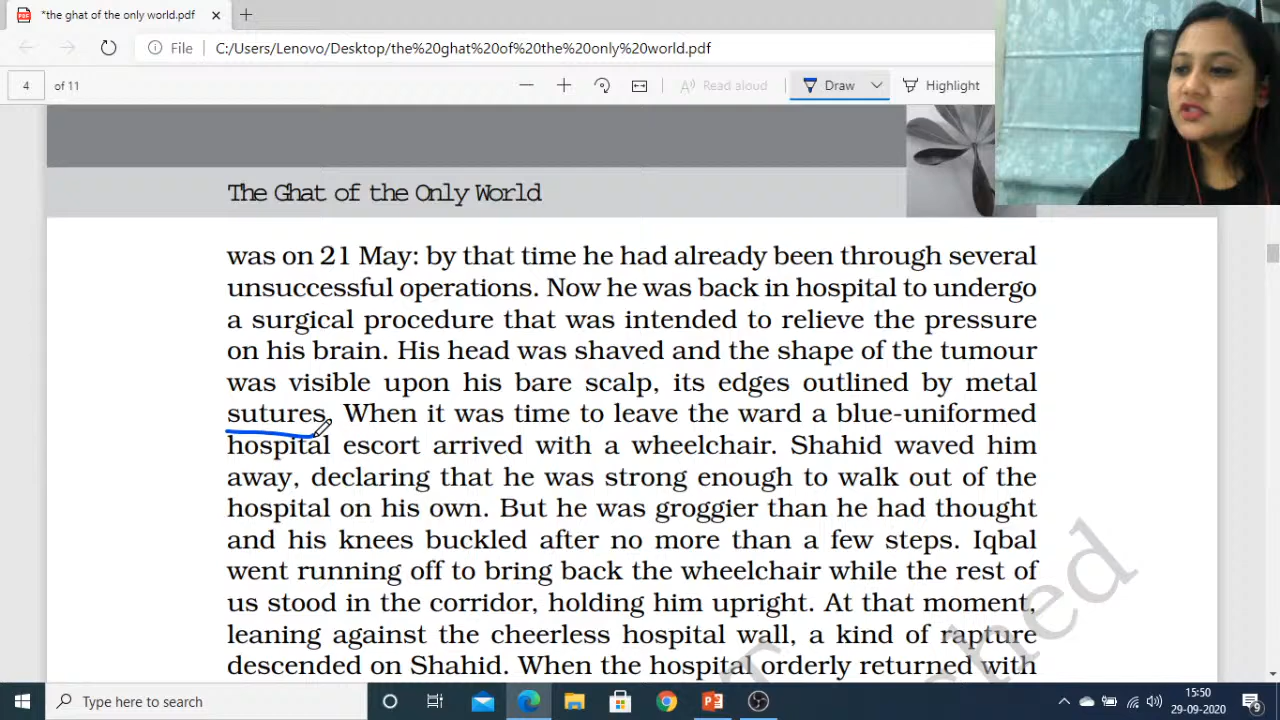 *the ghat of the only world.pdf
File
C:/Users/Lenovo/Desktop/the%20ghat%20of%20the%20only%20world.pdf
4 of 11
Read aloud
Draw
Highlight
The Ghat of the Only World
was on 21 May: by that time he had already been through several
unsuccessful operations. Now he was back in hospital to undergo
a surgical procedure that was intended to relieve the pressure
on his brain. His head was shaved and the shape of the tumour
was visible upon his bare scalp, its edges outlined by metal
sutures. When it was time to leave the ward a blue-uniformed
hospital escort arrived with a wheelchair. Shahid waved him
away, declaring that he was strong enough to walk out of the
hospital on his own. But he was groggier than he had thought
and his knees buckled after no more than a few steps. Iqbal
went running off to bring back the wheelchair while the rest of
us stood in the corridor, holding him upright. At that moment,
leaning against the cheerless hospital wall, a kind of rapture
descended on Shahid. When the hospital orderly returned with
Type here to search
15:50
29-09-2020
9